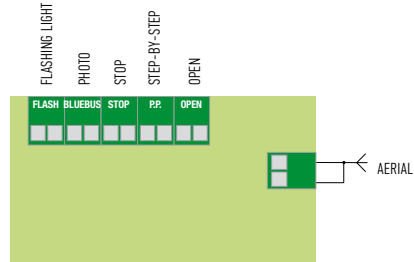 FLASHING LIGHT
PHOTO
STOP
STEP-BY-STEP
OPEN
FLASH BLUEBUS STOP P.P. OPEN
AERIAL